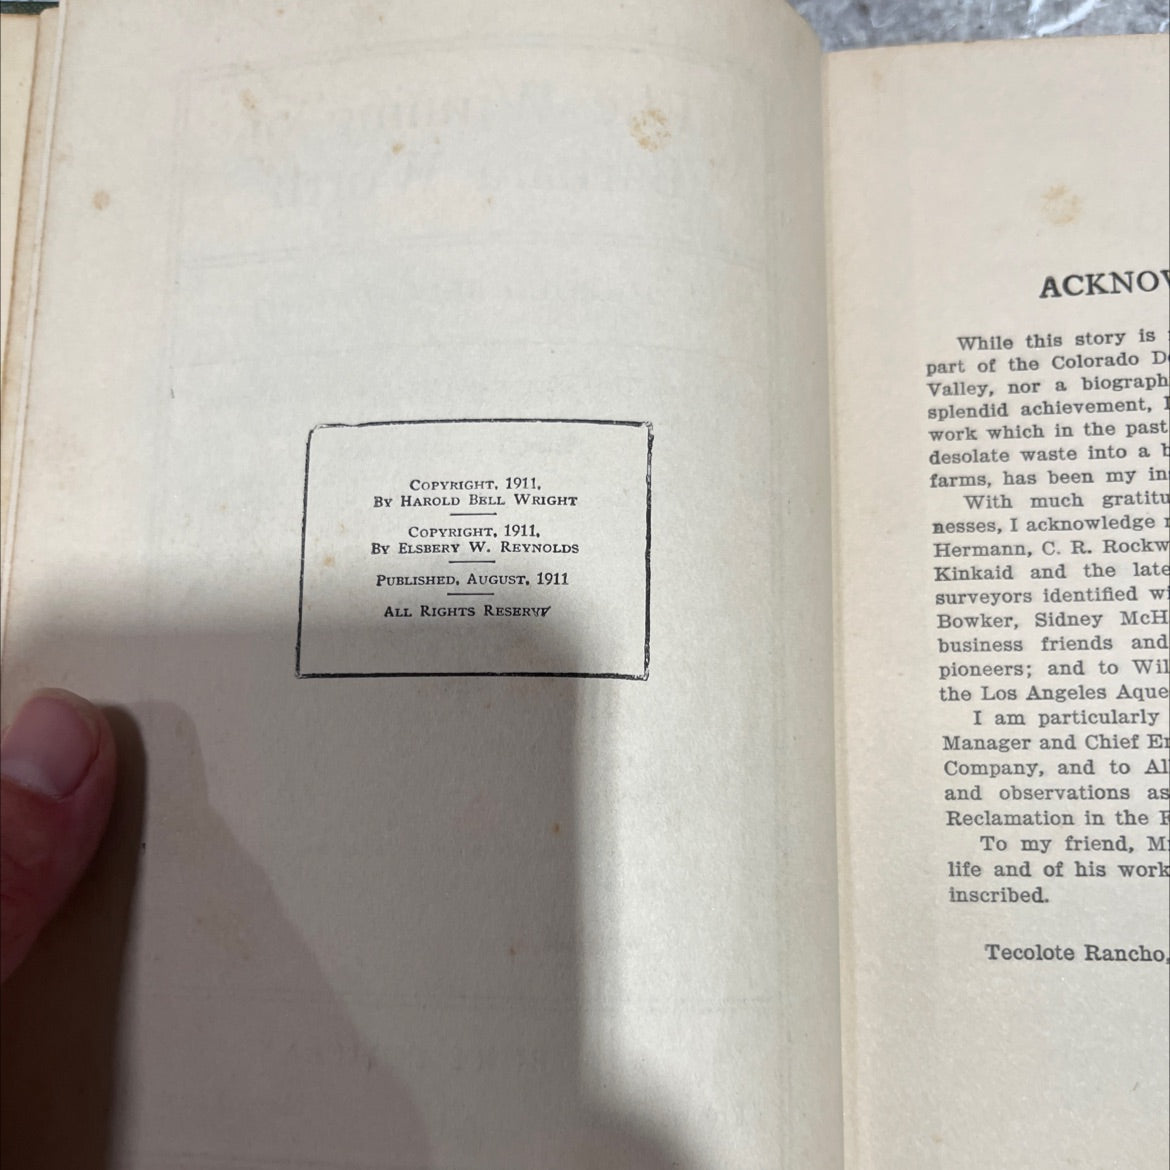 COPYRIGHT, 1911,
BY HAROLD BELL WRIGHT
COPYRIGHT, 1911,
BY ELSBERY W. REYNOLDS
PUBLISHED, AUGUST, 1911
ALL RIGHTS RESERV
ACKNOW
While this story is
part of the Colorado D
Valley, nor a biograph
splendid achievement, I
work which in the past
desolate waste into a b
farms, has been my in
With much gratitu
nesses, I acknowledge
Hermann, C. R. Rockw
Kinkaid and the late
surveyors identified wi
Bowker, Sidney McH
business friends and
pioneers; and to Wil
the Los Angeles Aque
I am particularly
Manager and Chief En
Company, and to Al
and observations as
Reclamation in the
To my friend, M
life and of his work
inscribed.
Tecolote Rancho,